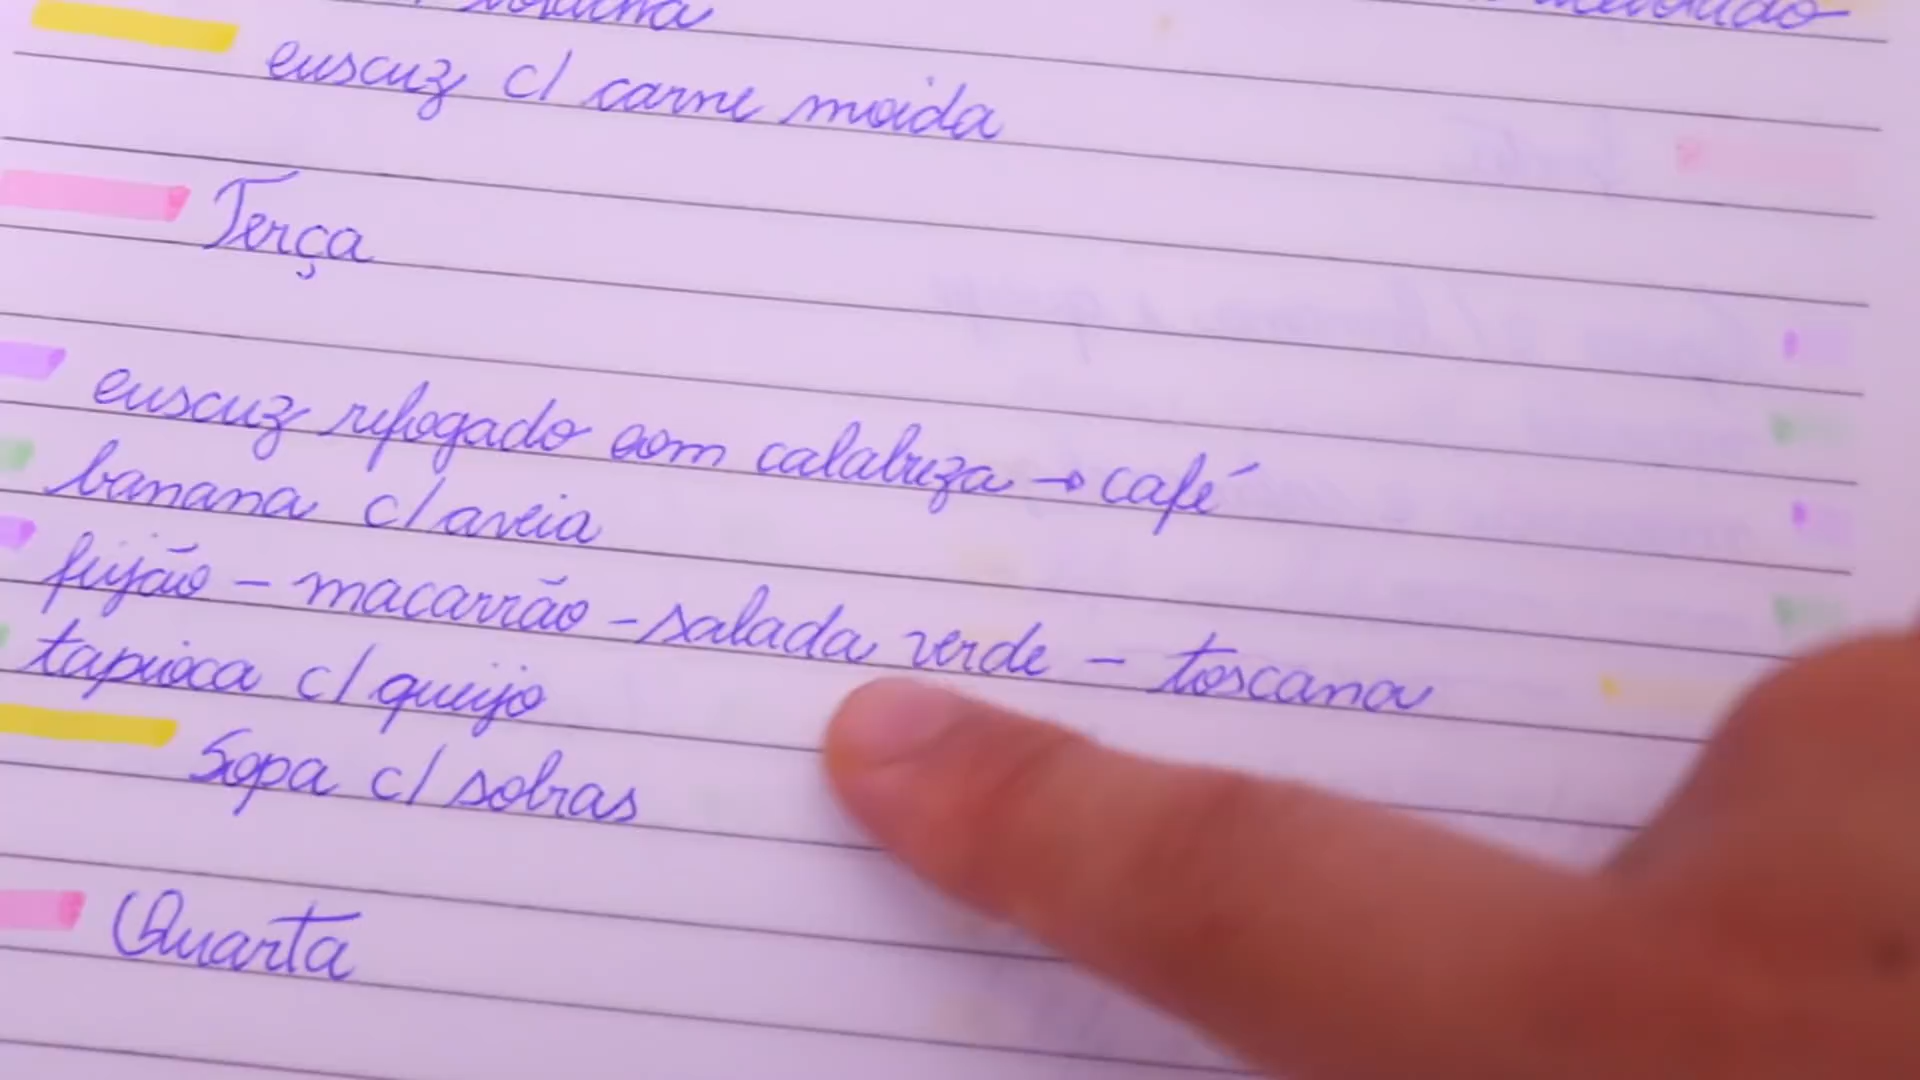 cuscuz c/ carne moida
Terça
cuscuz refogado com calabreza → café
banana c/ aveia
feijão - macarrão - salada verde - toscana
tapioca c/ queijo
Sopa c/ sobras
Quarta